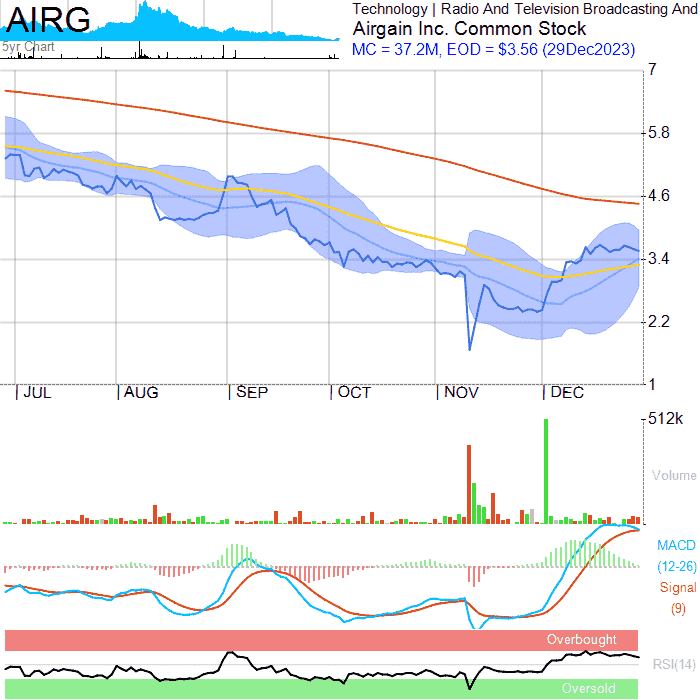 AIRG
5yr Chart
Technology | Radio And Television Broadcasting And
Airgain Inc. Common Stock
MC = 37.2M, EOD = $3.56 (29Dec2023)
7
5.8
4.6
3.4
2.2
1
JUL AUG SEP OCT NOV DEC
512k
Volume
MACD
(12-26)
Signal
(9)
Overbought
RSI(14)
Oversold